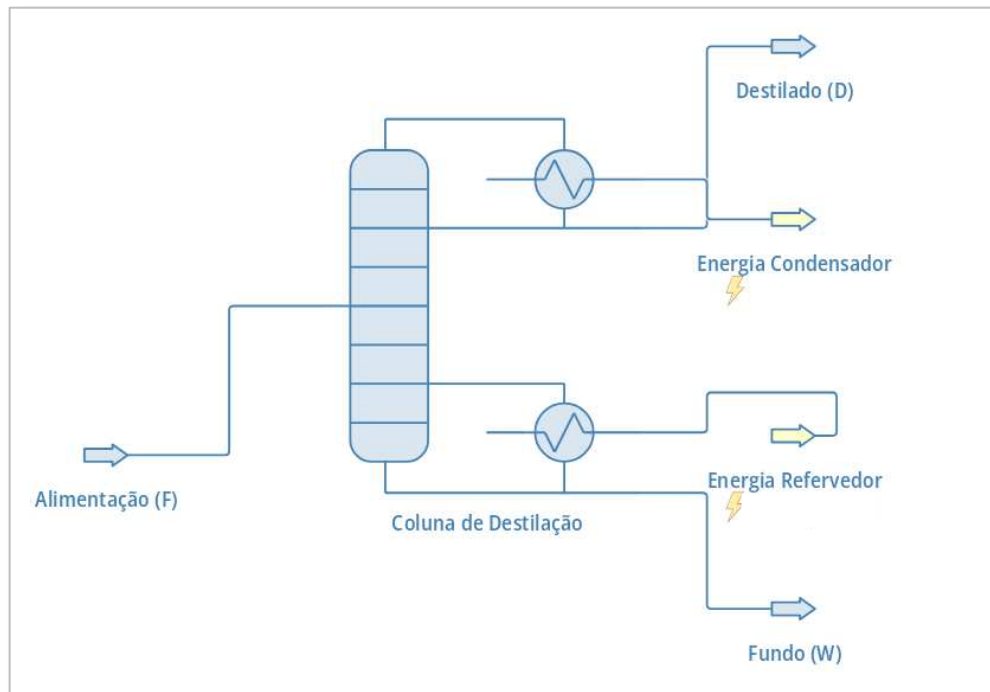 Destilado (D)
Energia Condensador
Alimentação (F)
Energia Refervedor
Coluna de Destilação
Fundo (W)